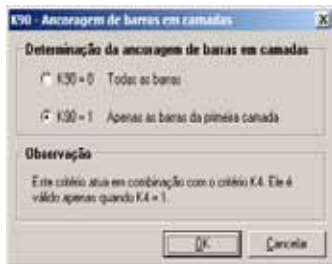 K90 - Ancoragem de barras em camadas
Determinação da ancoragem de barras em camadas
K90 = 0 Todas as barras
K90 = 1 Apenas as barras da primeira camada
Observação
Este critério atua em combinação com o critério K4. Ele é
válido apenas quando K4 = 1.
OK
Cancela